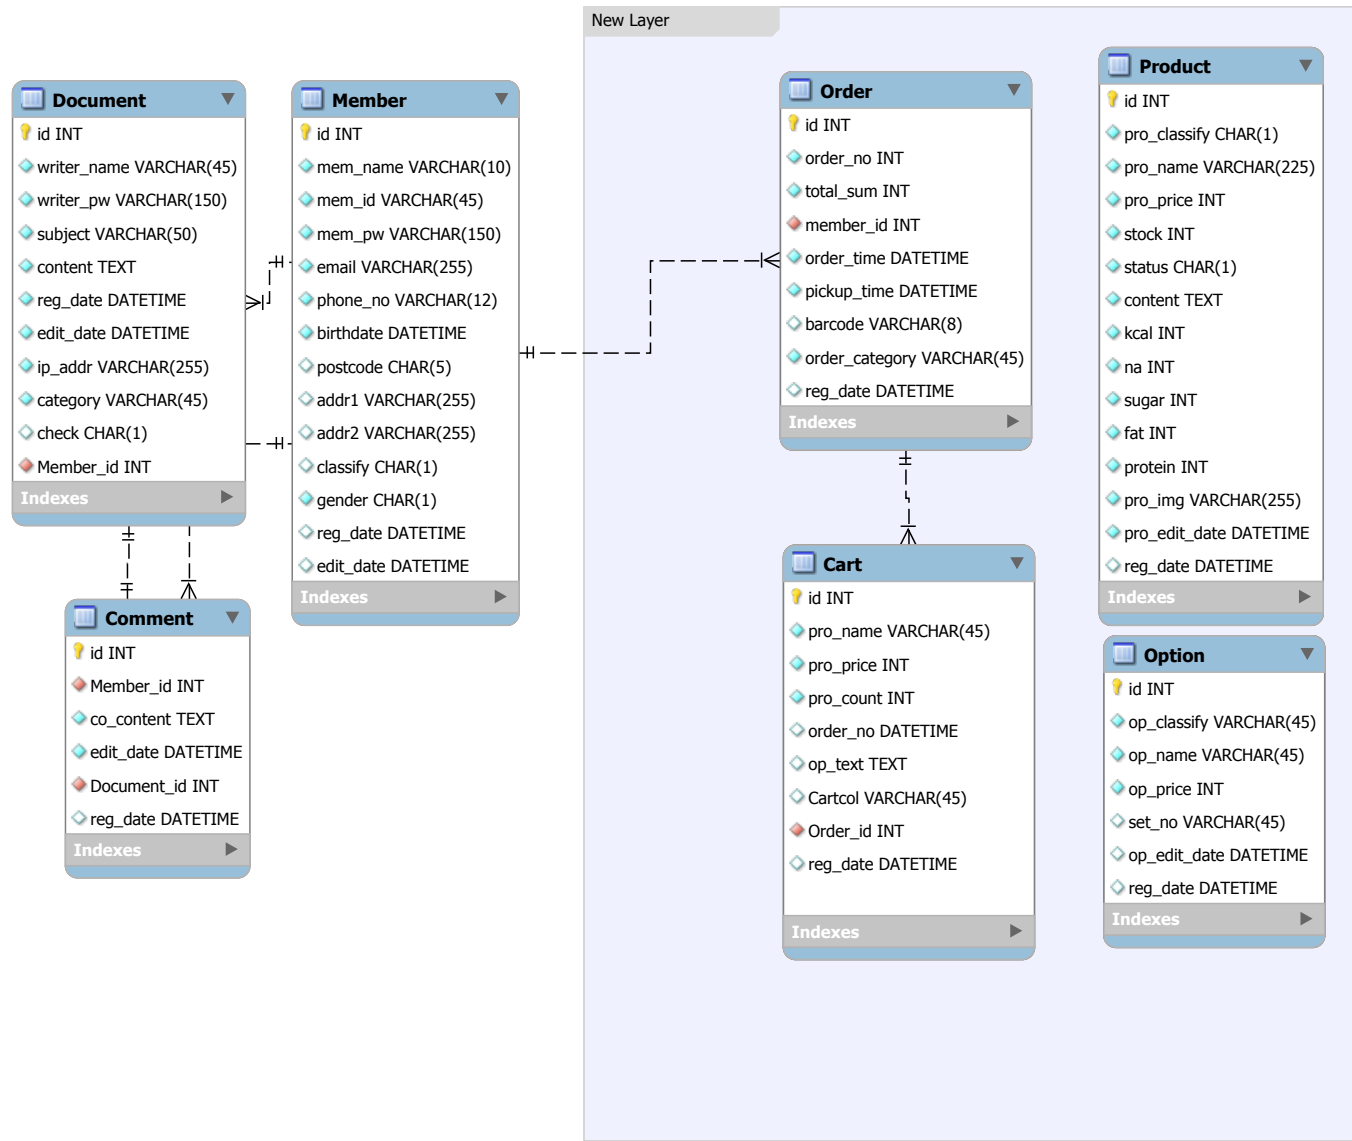 New Layer
Document
id INT
writer_name VARCHAR(45)
writer_pw VARCHAR(150)
subject VARCHAR(50)
content TEXT
reg_date DATETIME
edit_date DATETIME
ip_addr VARCHAR(255)
category VARCHAR(45)
check CHAR(1)
Member_id INT
Indexes
Member
id INT
mem_name VARCHAR(10)
mem_id VARCHAR(45)
mem_pw VARCHAR(150)
email VARCHAR(255)
phone_no VARCHAR(12)
birthdate DATETIME
postcode CHAR(5)
addr1 VARCHAR(255)
addr2 VARCHAR(255)
classify CHAR(1)
gender CHAR(1)
reg_date DATETIME
edit_date DATETIME
Indexes
Comment
id INT
Member_id INT
co_content TEXT
edit_date DATETIME
Document_id INT
reg_date DATETIME
Indexes
Order
id INT
order_no INT
total_sum INT
member_id INT
order_time DATETIME
pickup_time DATETIME
barcode VARCHAR(8)
order_category VARCHAR(45)
reg_date DATETIME
Indexes
Cart
id INT
pro_name VARCHAR(45)
pro_price INT
pro_count INT
order_no DATETIME
op_text TEXT
Cartcol VARCHAR(45)
Order_id INT
reg_date DATETIME
Indexes
Product
id INT
pro_classify CHAR(1)
pro_name VARCHAR(225)
pro_price INT
stock INT
status CHAR(1)
content TEXT
kcal INT
na INT
sugar INT
fat INT
protein INT
pro_img VARCHAR(255)
pro_edit_date DATETIME
reg_date DATETIME
Indexes
Option
id INT
op_classify VARCHAR(45)
op_name VARCHAR(45)
op_price INT
set_no VARCHAR(45)
op_edit_date DATETIME
reg_date DATETIME
Indexes